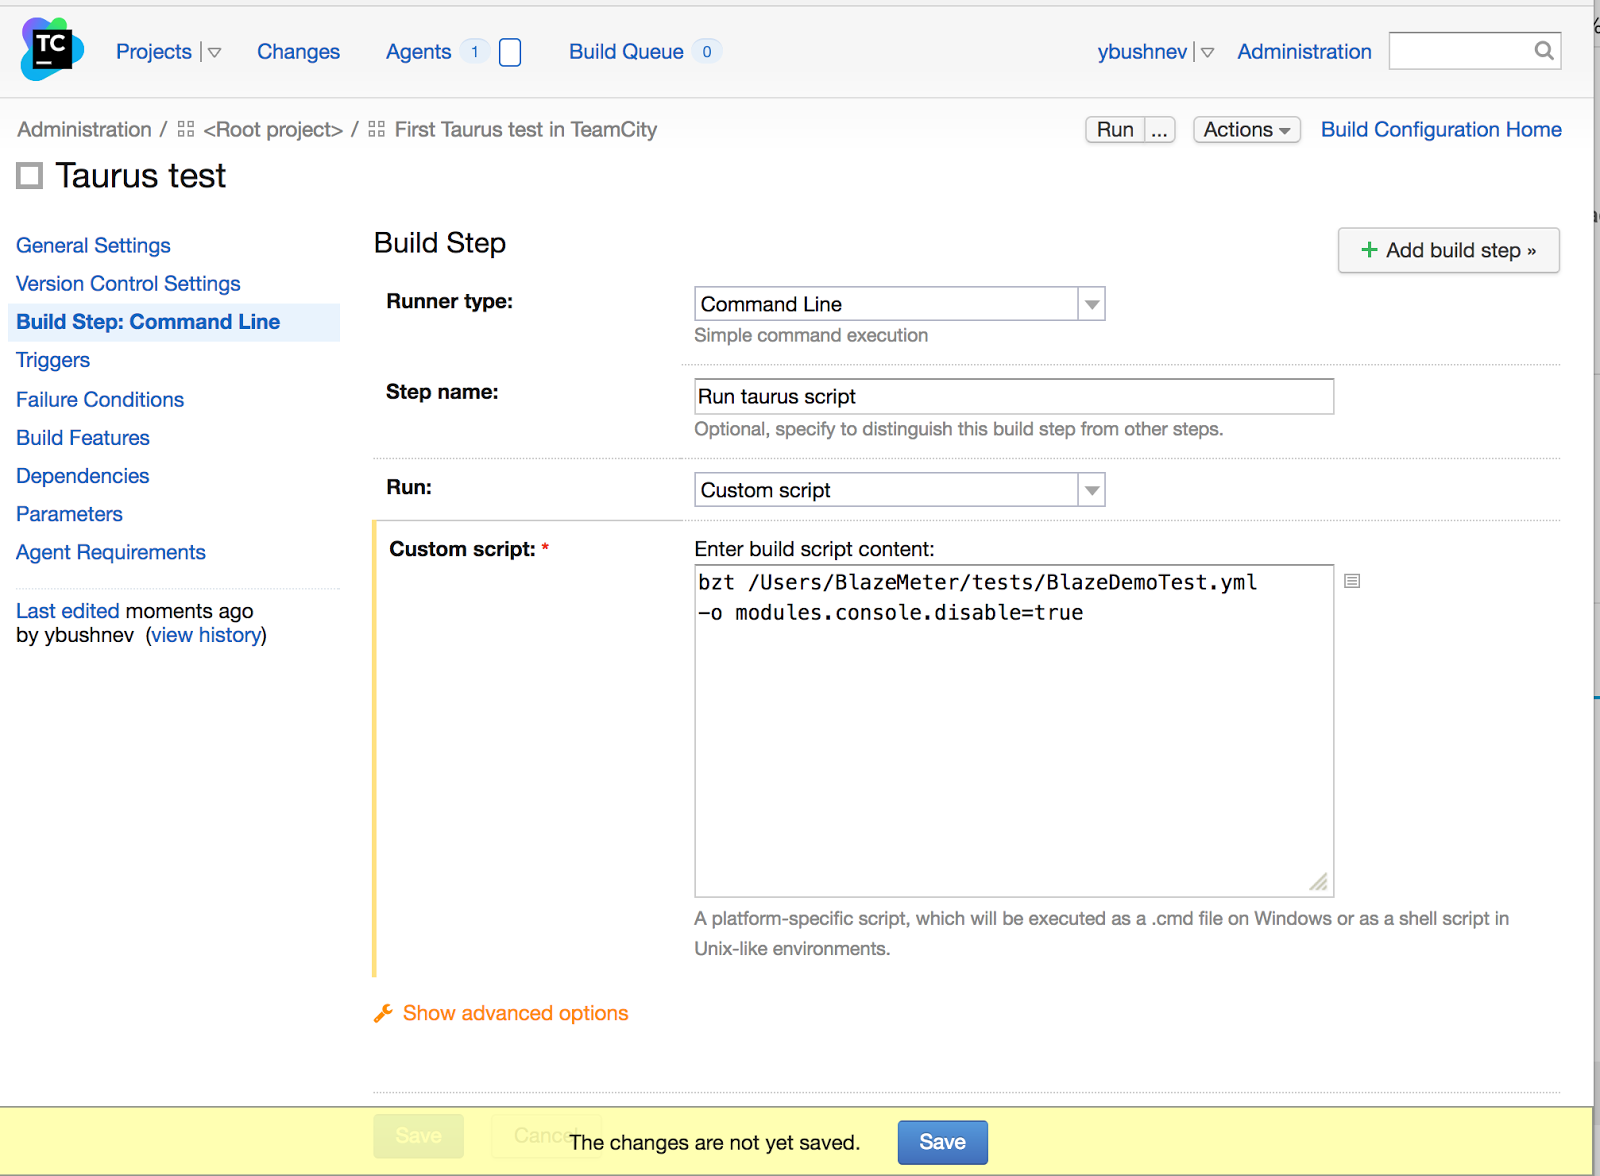 TC
Projects
Changes
Agents 1
Build Queue 0
ybushnev
Administration
Administration / <Root project> / First Taurus test in TeamCity
Run ...
Actions
Build Configuration Home
Taurus test
General Settings
Version Control Settings
Build Step: Command Line
Triggers
Failure Conditions
Build Features
Dependencies
Parameters
Agent Requirements
Last edited moments ago
by ybushnev (view history)
Build Step
+ Add build step »
Runner type:
Command Line
Simple command execution
Step name:
Run taurus script
Optional, specify to distinguish this build step from other steps.
Run:
Custom script
Custom script: *
Enter build script content:
bzt /Users/BlazeMeter/tests/BlazeDemoTest.yml
-o modules.console.disable=true
A platform-specific script, which will be executed as a .cmd file on Windows or as a shell script in
Unix-like environments.
Show advanced options
Save
Cancel
The changes are not yet saved.
Save